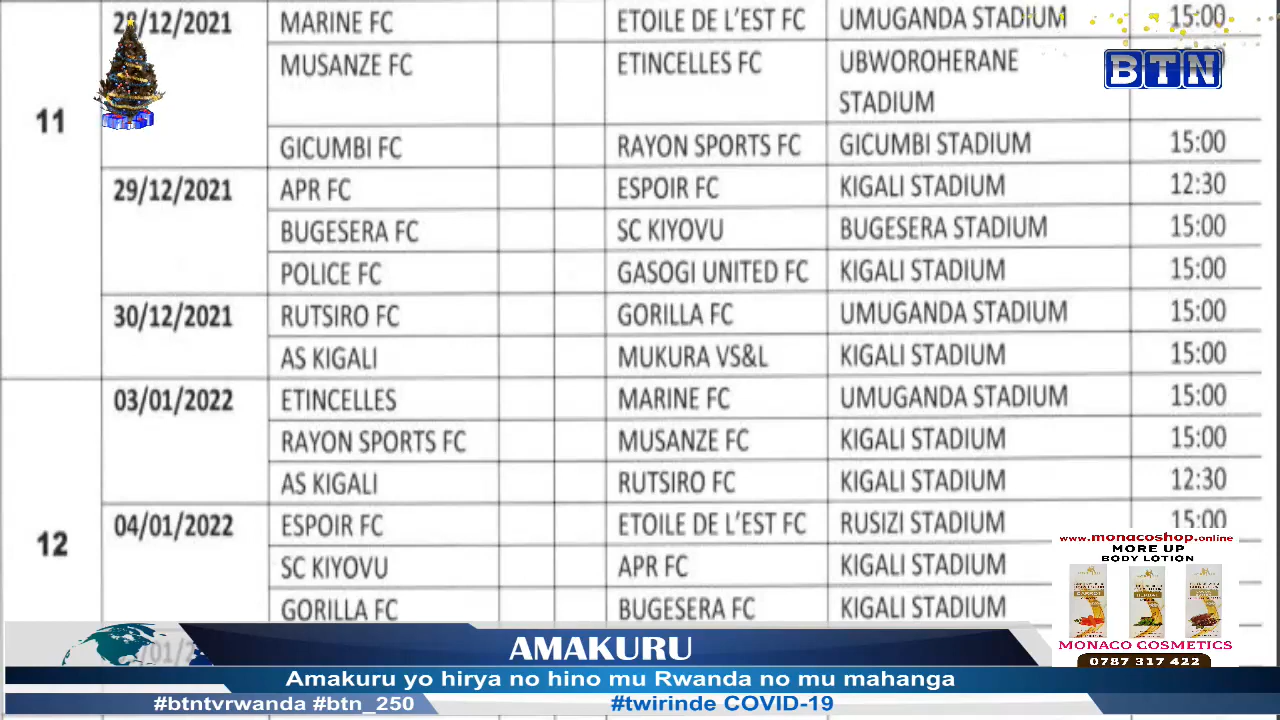 28/12/2021 MARINE FC ETOILE DE L'EST FC UMUGANDA STADIUM 15:00
MUSANZE FC ETINCELLES FC UBWOROHERANE
STADIUM
BTN
11
GICUMBI FC RAYON SPORTS FC GICUMBI STADIUM 15:00
29/12/2021 APR FC ESPOIR FC KIGALI STADIUM 12:30
BUGESERA FC SC KIYOVU BUGESERA STADIUM 15:00
POLICE FC GASOGI UNITED FC KIGALI STADIUM 15:00
30/12/2021 RUTSIRO FC GORILLA FC UMUGANDA STADIUM 15:00
AS KIGALI MUKURA VS&L KIGALI STADIUM 15:00
03/01/2022 ETINCELLES MARINE FC UMUGANDA STADIUM 15:00
RAYON SPORTS FC MUSANZE FC KIGALI STADIUM 15:00
AS KIGALI RUTSIRO FC KIGALI STADIUM 12:30
12
04/01/2022 ESPOIR FC ETOILE DE L'EST FC RUSIZI STADIUM 15:00
SC KIYOVU APR FC KIGALI STADIUM
GORILLA FC BUGESERA FC KIGALI STADIUM
www.monacoshop.online
MORE UP
BODY LOTION
MONACO COSMETICS
0787 317 422
AMAKURU
Amakuru yo hirya no hino mu Rwanda no mu mahanga
#btntvrwanda #btn_250 #twirinde COVID-19